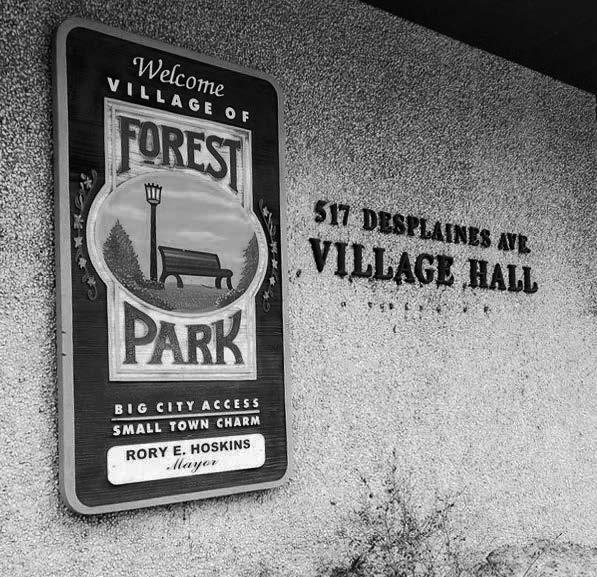 Welcome
VILLAGE OF
FOREST
PARK
BIG CITY ACCESS
SMALL TOWN CHARM
RORY E. HOSKINS
Mayor
517 DESPLAINES AVE.
VILLAGE HALL